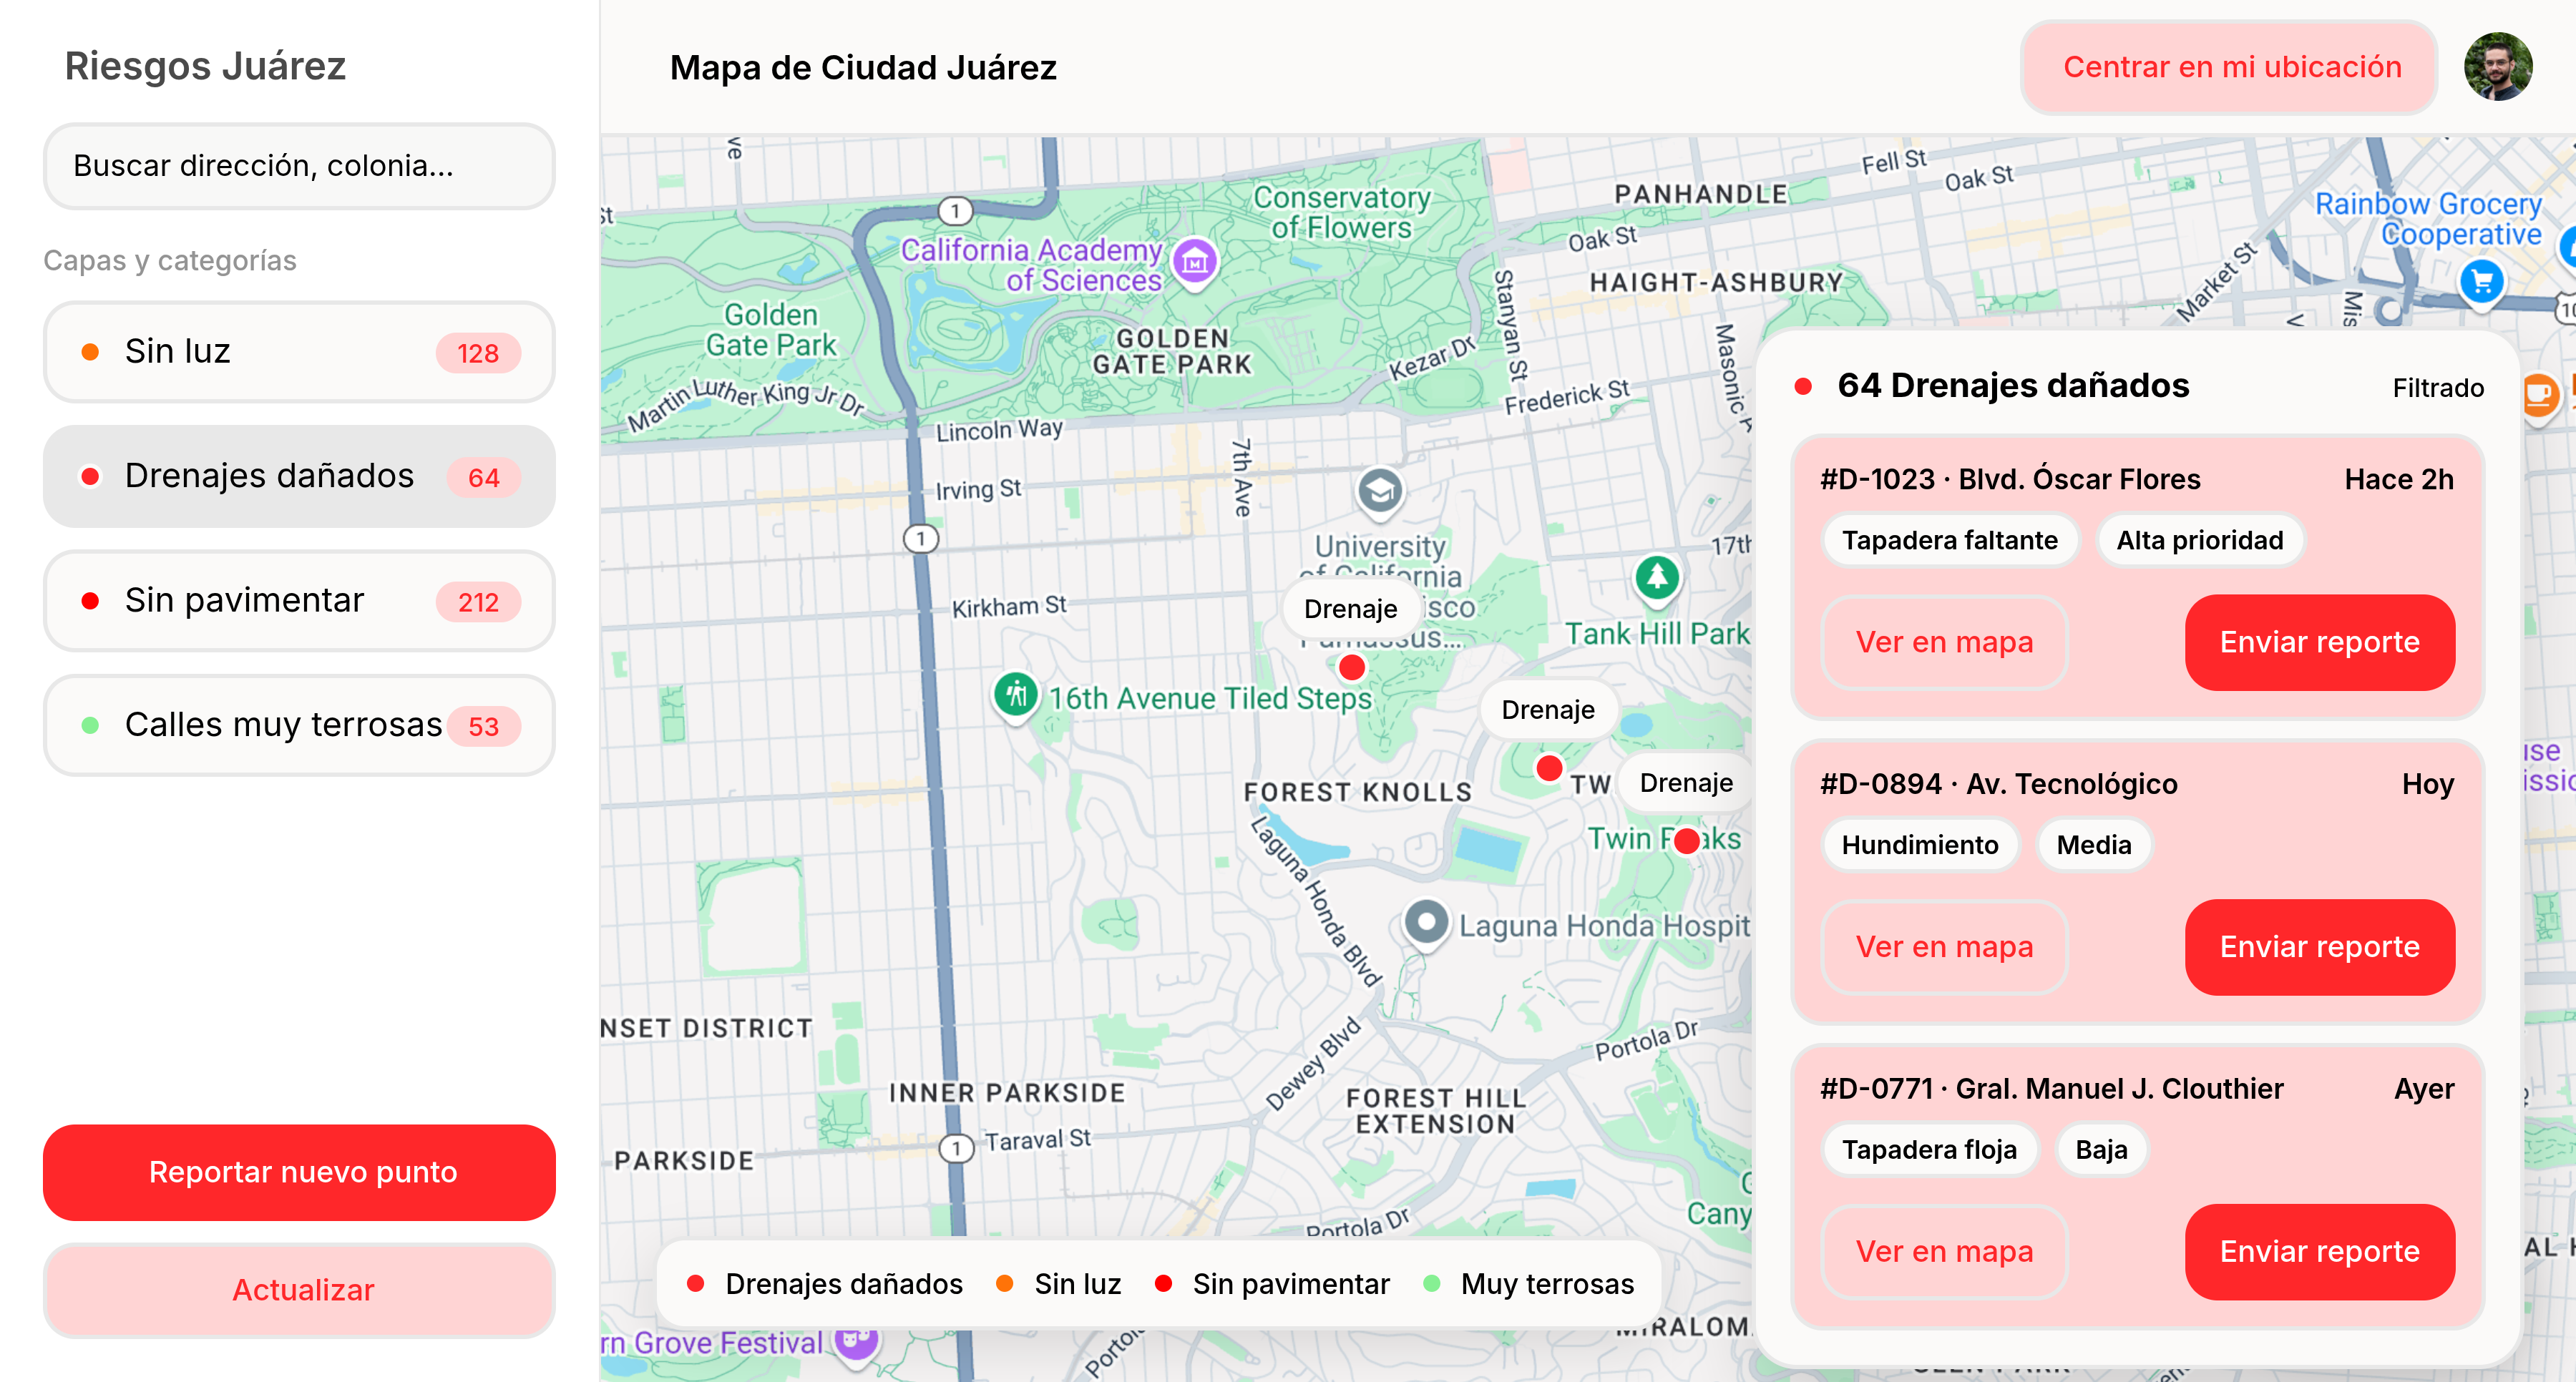 Riesgos Juárez
Buscar dirección, colonia...
Capas y categorías
Sin luz 128
Drenajes dañados 64
Sin pavimentar 212
Calles muy terrosas 53
Reportar nuevo punto
Actualizar
Mapa de Ciudad Juárez
Centrar en mi ubicación
ve
St
1
Conservatory
of Flowers
PANHANDLE
Fell St
Oak St
Oak St
Rainbow Grocery
Cooperative
California Academy
of Sciences
Golden
Gate Park
GOLDEN
GATE PARK
HAIGHT-ASHBURY
Stanyan St
Market St
Mis
Kezar Dr
Masonic
Martin Luther King Jr Dr
Frederick St
Lincoln Way
7th Ave
Irving St
1
University
of California
isco
Drenaje
17th
Kirkham St
Tank Hill Park
16th Avenue Tiled Steps
Drenaje
Drenaje
FOREST KNOLLS
TW
Twin Peaks
Laguna Honda Blvd
Laguna Honda Hospit
NSET DISTRICT
Dewey Blvd
Portola Dr
INNER PARKSIDE
FOREST HILL
EXTENSION
1
Taraval St
PARKSIDE
Portola Dr
Cany
Drenajes dañados
Sin luz
Sin pavimentar
Muy terrosas
rn Grove Festival
MIRALOM
64 Drenajes dañados
Filtrado
#D-1023 · Blvd. Óscar Flores
Hace 2h
Tapadera faltante
Alta prioridad
Ver en mapa
Enviar reporte
#D-0894 · Av. Tecnológico
Hoy
Hundimiento
Media
Ver en mapa
Enviar reporte
#D-0771 · Gral. Manuel J. Clouthier
Ayer
Tapadera floja
Baja
Ver en mapa
Enviar reporte